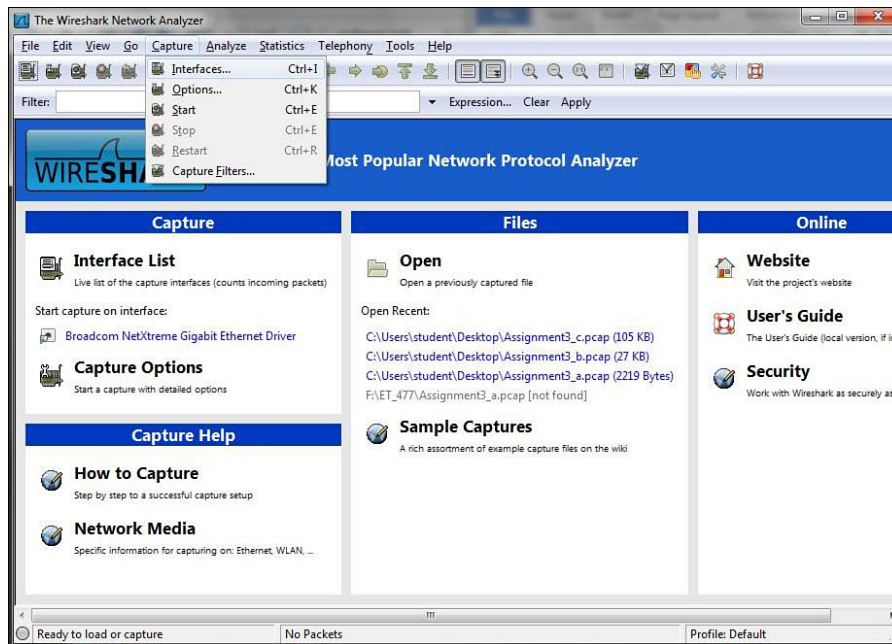 The Wireshark Network Analyzer
File Edit View Go Capture Analyze Statistics Telephony Tools Help
Interfaces... Ctrl+I
Options... Ctrl+K
Start Ctrl+E
Stop Ctrl+E
Restart Ctrl+R
Capture Filters...
Filter: Expression... Clear Apply
WIRESHA
Most Popular Network Protocol Analyzer
Capture
Interface List
Live list of the capture interfaces (counts incoming packets)
Start capture on interface:
Broadcom NetXtreme Gigabit Ethernet Driver
Capture Options
Start a capture with detailed options
Capture Help
How to Capture
Step by step to a successful capture setup
Network Media
Specific information for capturing on: Ethernet, WLAN, ...
Files
Open
Open a previously captured file
Open Recent:
C:\Users\student\Desktop\Assignment3_c.pcap (105 KB)
C:\Users\student\Desktop\Assignment3_b.pcap (27 KB)
C:\Users\student\Desktop\Assignment3_a.pcap (2219 Bytes)
F:\ET_477\Assignment3_a.pcap [not found]
Sample Captures
A rich assortment of example capture files on the wiki
Online
Website
Visit the project's website
User's Guide
The User's Guide (local version, if i
Security
Work with Wireshark as securely as
Ready to load or capture No Packets Profile: Default